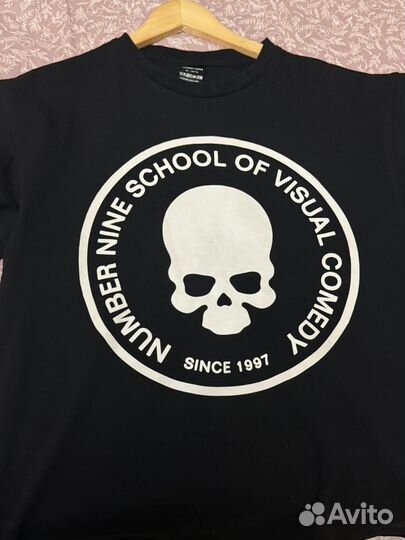 NUMBER NINE SCHOOL OF VISUAL COMEDY
SINCE 1997
Avito